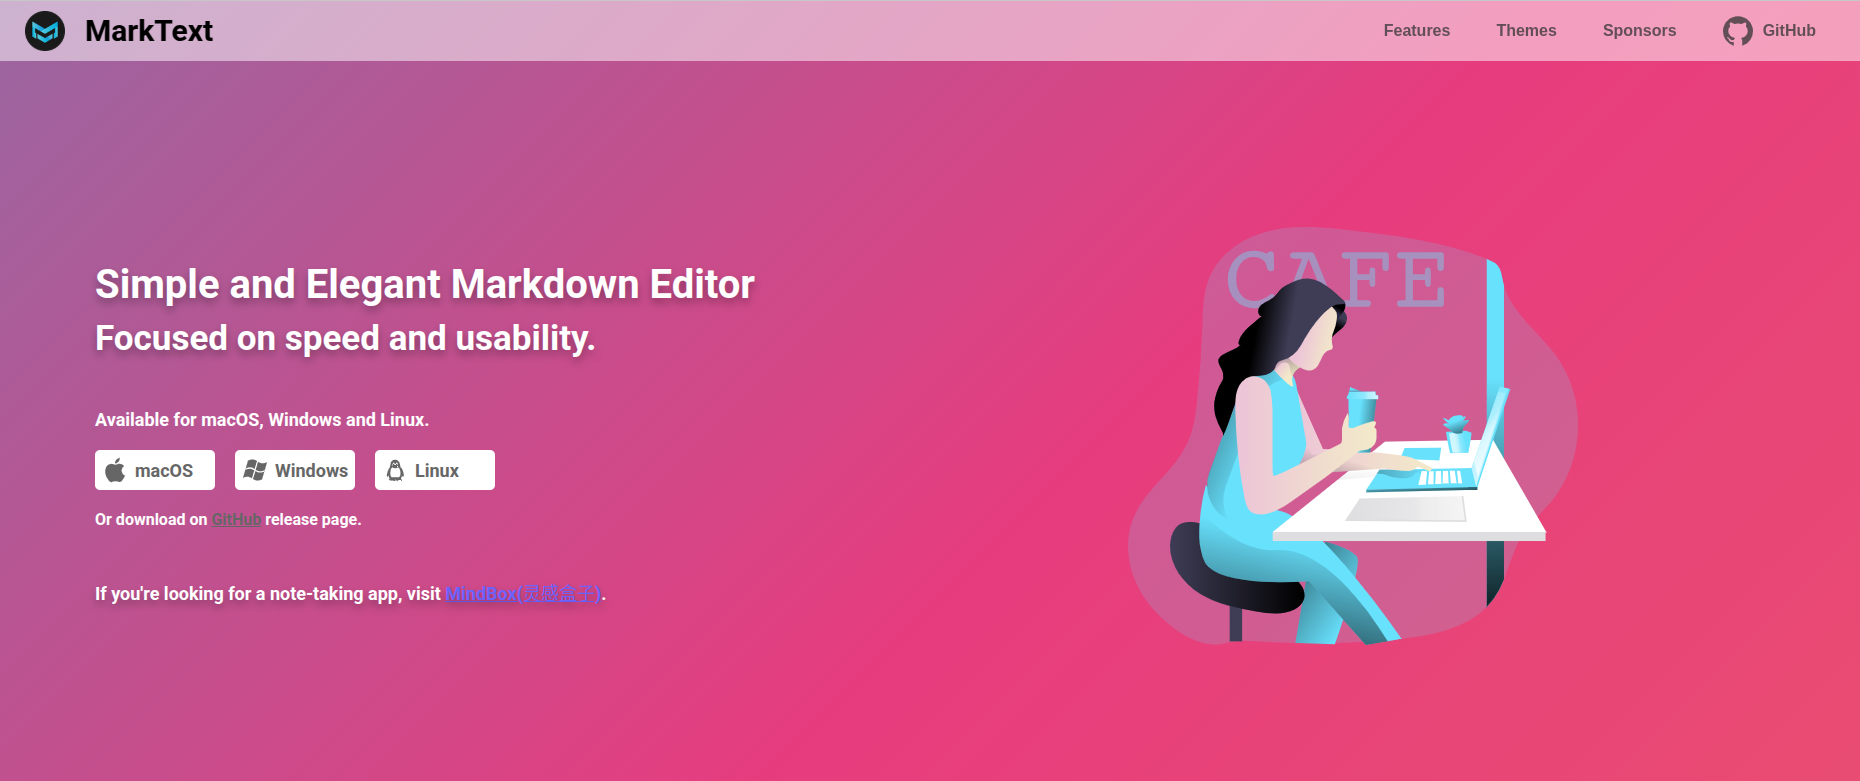 MarkText
Features
Themes
Sponsors
GitHub
CAFE
Simple and Elegant Markdown Editor
Focused on speed and usability.
Available for macOS, Windows and Linux.
macOS
Windows
Linux
Or download on GitHub release page.
If you're looking for a note-taking app, visit MindBox(灵感盒子).